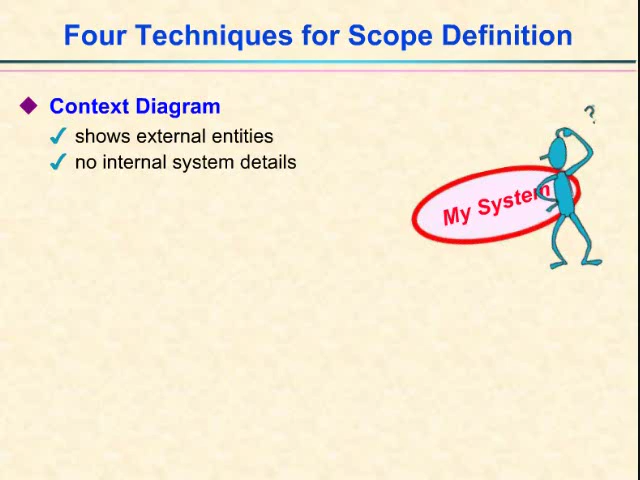 Four Techniques for Scope Definition
Context Diagram
shows external entities
no internal system details
?
My System